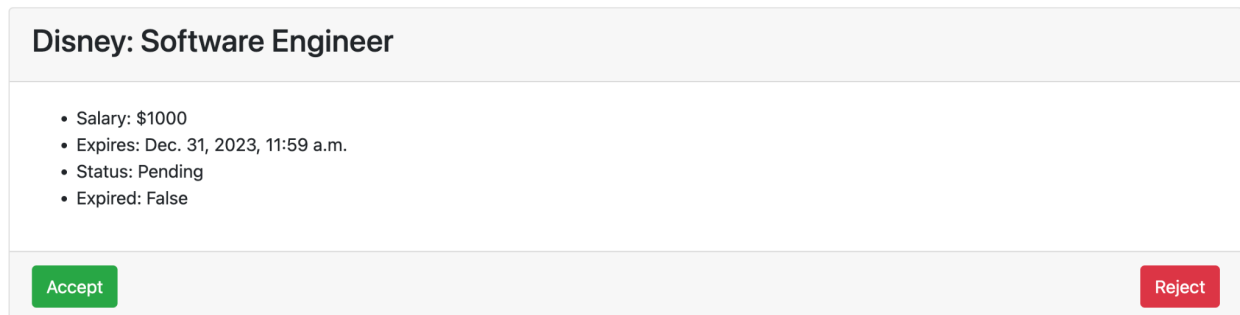 Disney: Software Engineer
• Salary: $1000
• Expires: Dec. 31, 2023, 11:59 a.m.
• Status: Pending
• Expired: False
Accept
Reject